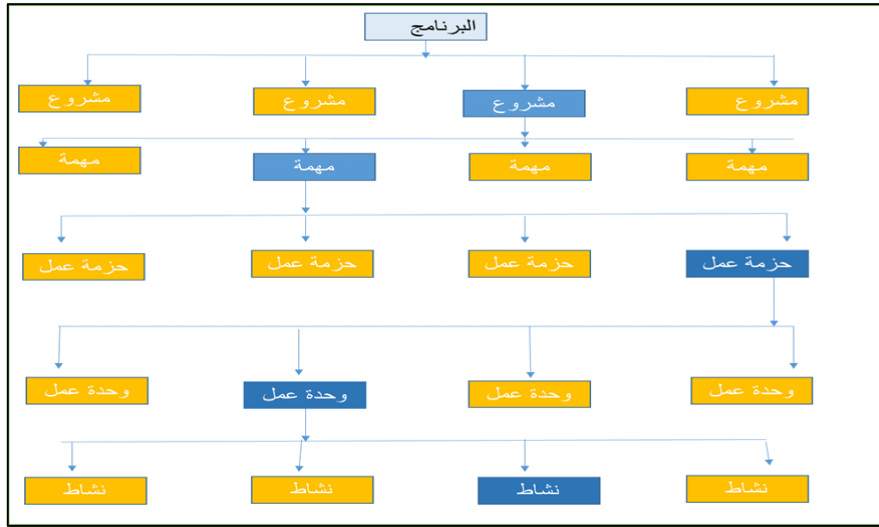 البرنامج
مشروع مشروع مشروع مشروع
مهمة مهمة مهمة مهمة
حزمة عمل حزمة عمل حزمة عمل حزمة عمل
وحدة عمل وحدة عمل وحدة عمل وحدة عمل
نشاط نشاط نشاط نشاط